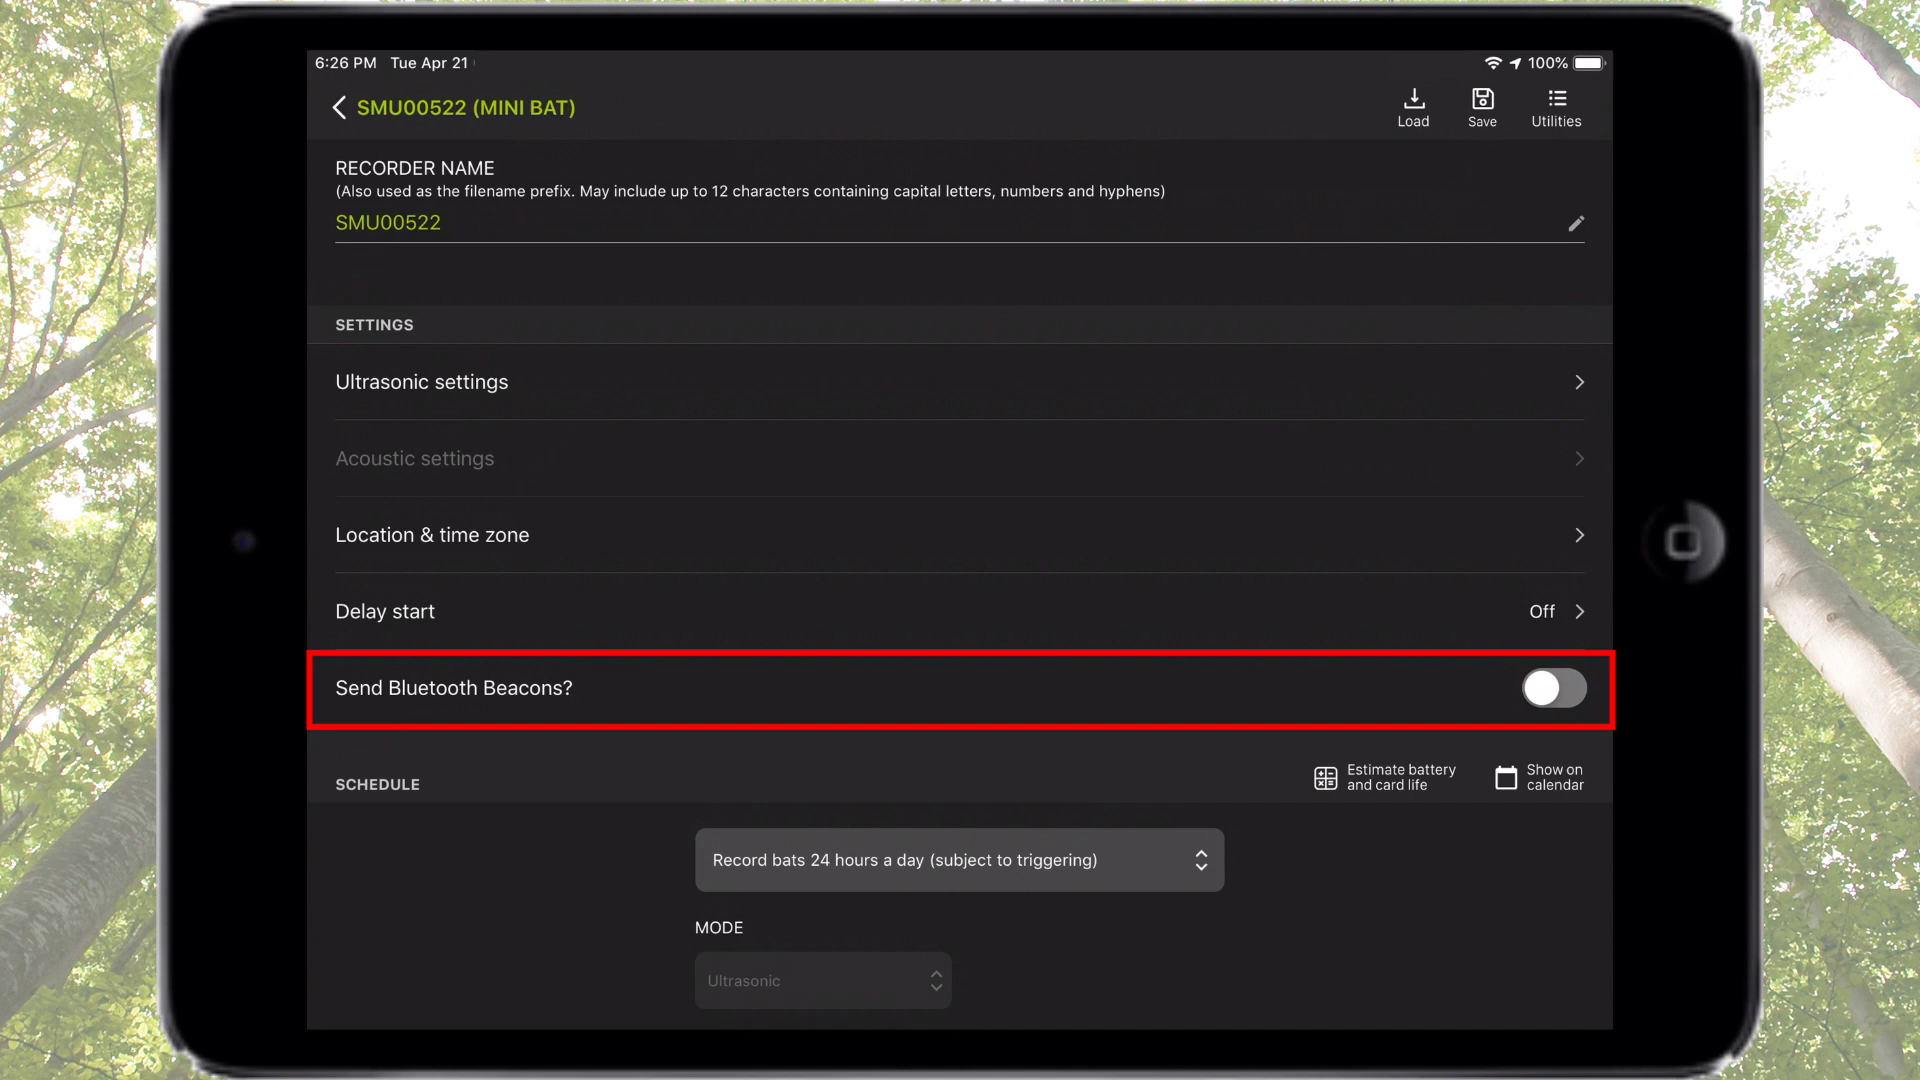 6:26 PM Tue Apr 21
100%
SMU00522 (MINI BAT)
Load
Save
Utilities
RECORDER NAME
(Also used as the filename prefix. May include up to 12 characters containing capital letters, numbers and hyphens)
SMU00522
SETTINGS
Ultrasonic settings
Acoustic settings
Location & time zone
Delay start
Off
Send Bluetooth Beacons?
SCHEDULE
Estimate battery
and card life
Show on
calendar
Record bats 24 hours a day (subject to triggering)
MODE
Ultrasonic